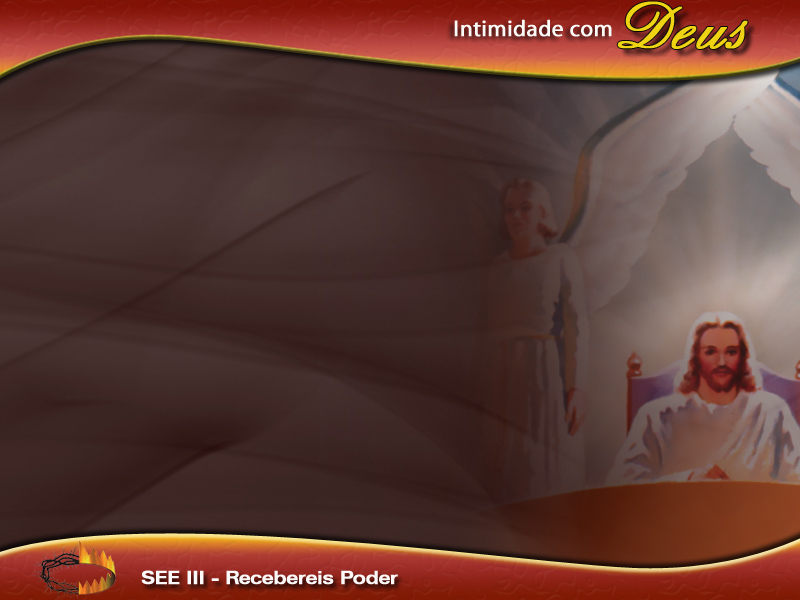 Intimidade com Deus
SEE III - Recebereis Poder